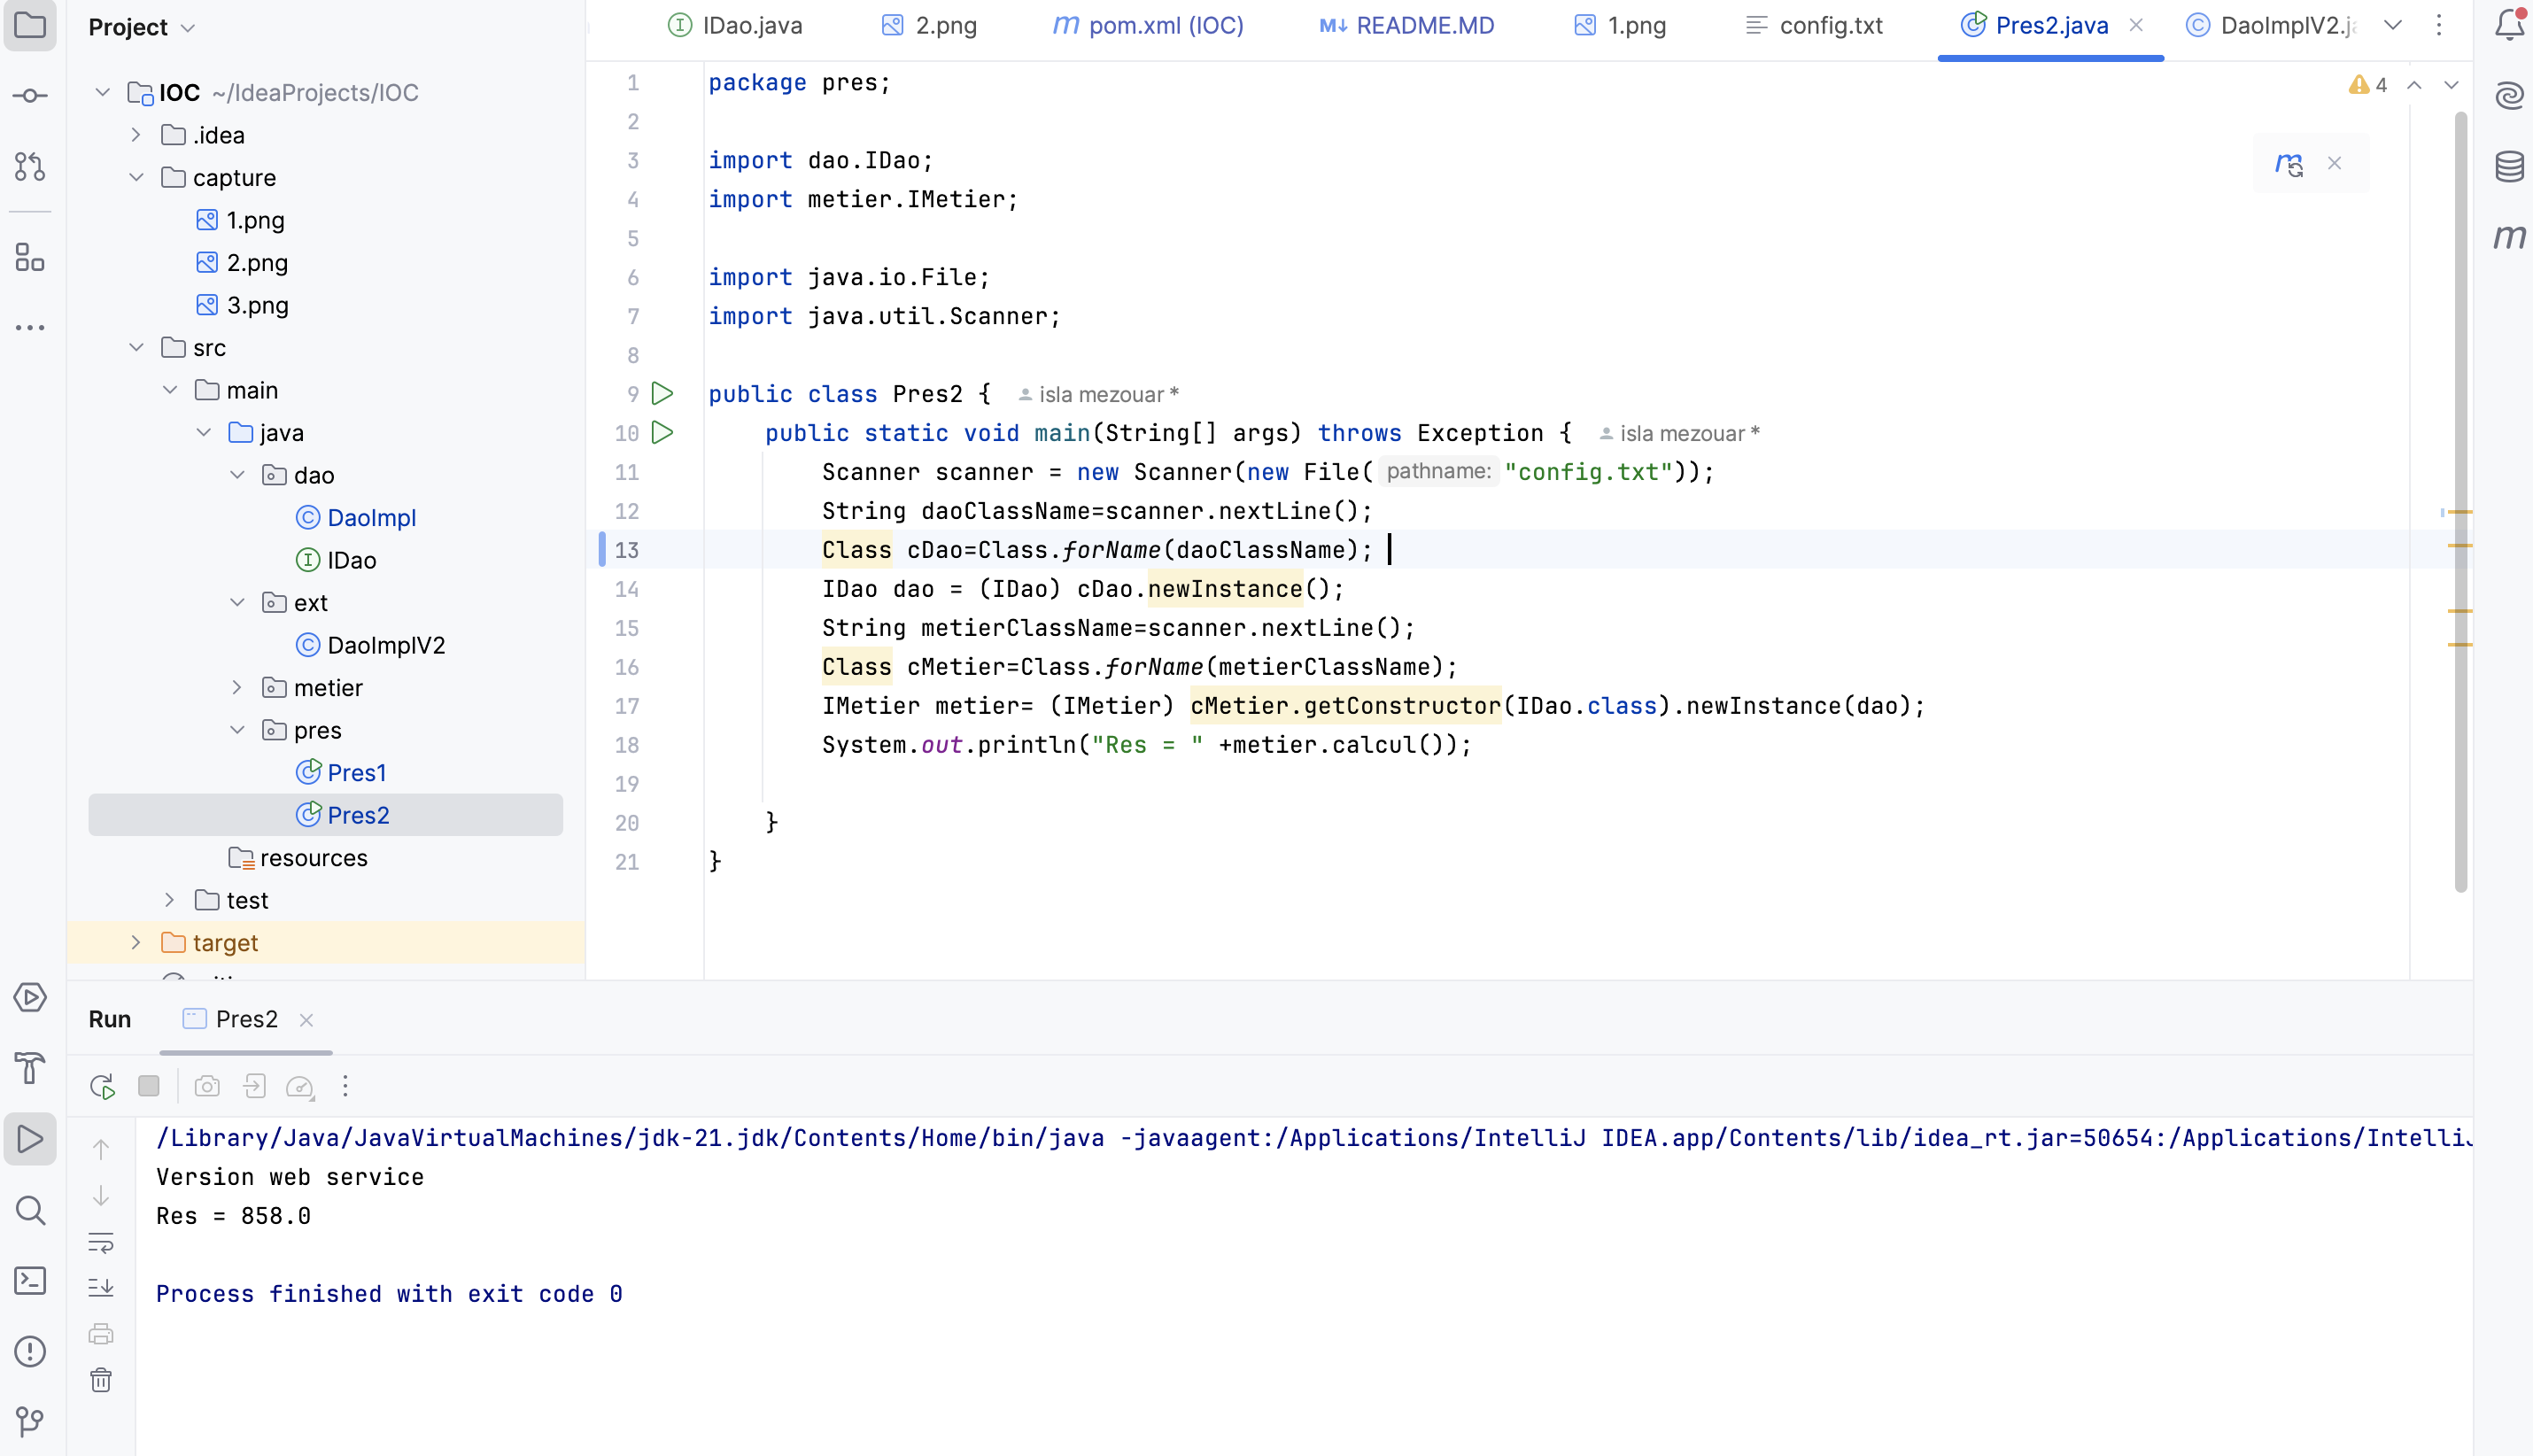 Project
IDao.java
2.png
pom.xml (IOC)
README.MD
1.png
config.txt
Pres2.java
DaoImplV2.j
IOC ~/IdeaProjects/IOC
.idea
capture
1.png
2.png
3.png
src
main
java
dao
DaoImpl
IDao
ext
DaoImplV2
metier
pres
Pres1
Pres2
resources
test
target
4
1 package pres;
2
3 import dao.IDao;
4 import metier.IMetier;
5
6 import java.io.File;
7 import java.util.Scanner;
8
9 public class Pres2 { isla mezouar *
10 public static void main(String[] args) throws Exception { isla mezouar *
11 Scanner scanner = new Scanner(new File( pathname: "config.txt"));
12 String daoClassName=scanner.nextLine();
13 Class cDao=Class.forName(daoClassName);
14 IDao dao = (IDao) cDao.newInstance();
15 String metierClassName=scanner.nextLine();
16 Class cMetier=Class.forName(metierClassName);
17 IMetier metier= (IMetier) cMetier.getConstructor(IDao.class).newInstance(dao);
18 System.out.println("Res = " +metier.calcul());
19
20 }
21 }
Run
Pres2
/Library/Java/JavaVirtualMachines/jdk-21.jdk/Contents/Home/bin/java -javaagent:/Applications/IntelliJ IDEA.app/Contents/lib/idea_rt.jar=50654:/Applications/IntelliJ
Version web service
Res = 858.0
Process finished with exit code 0